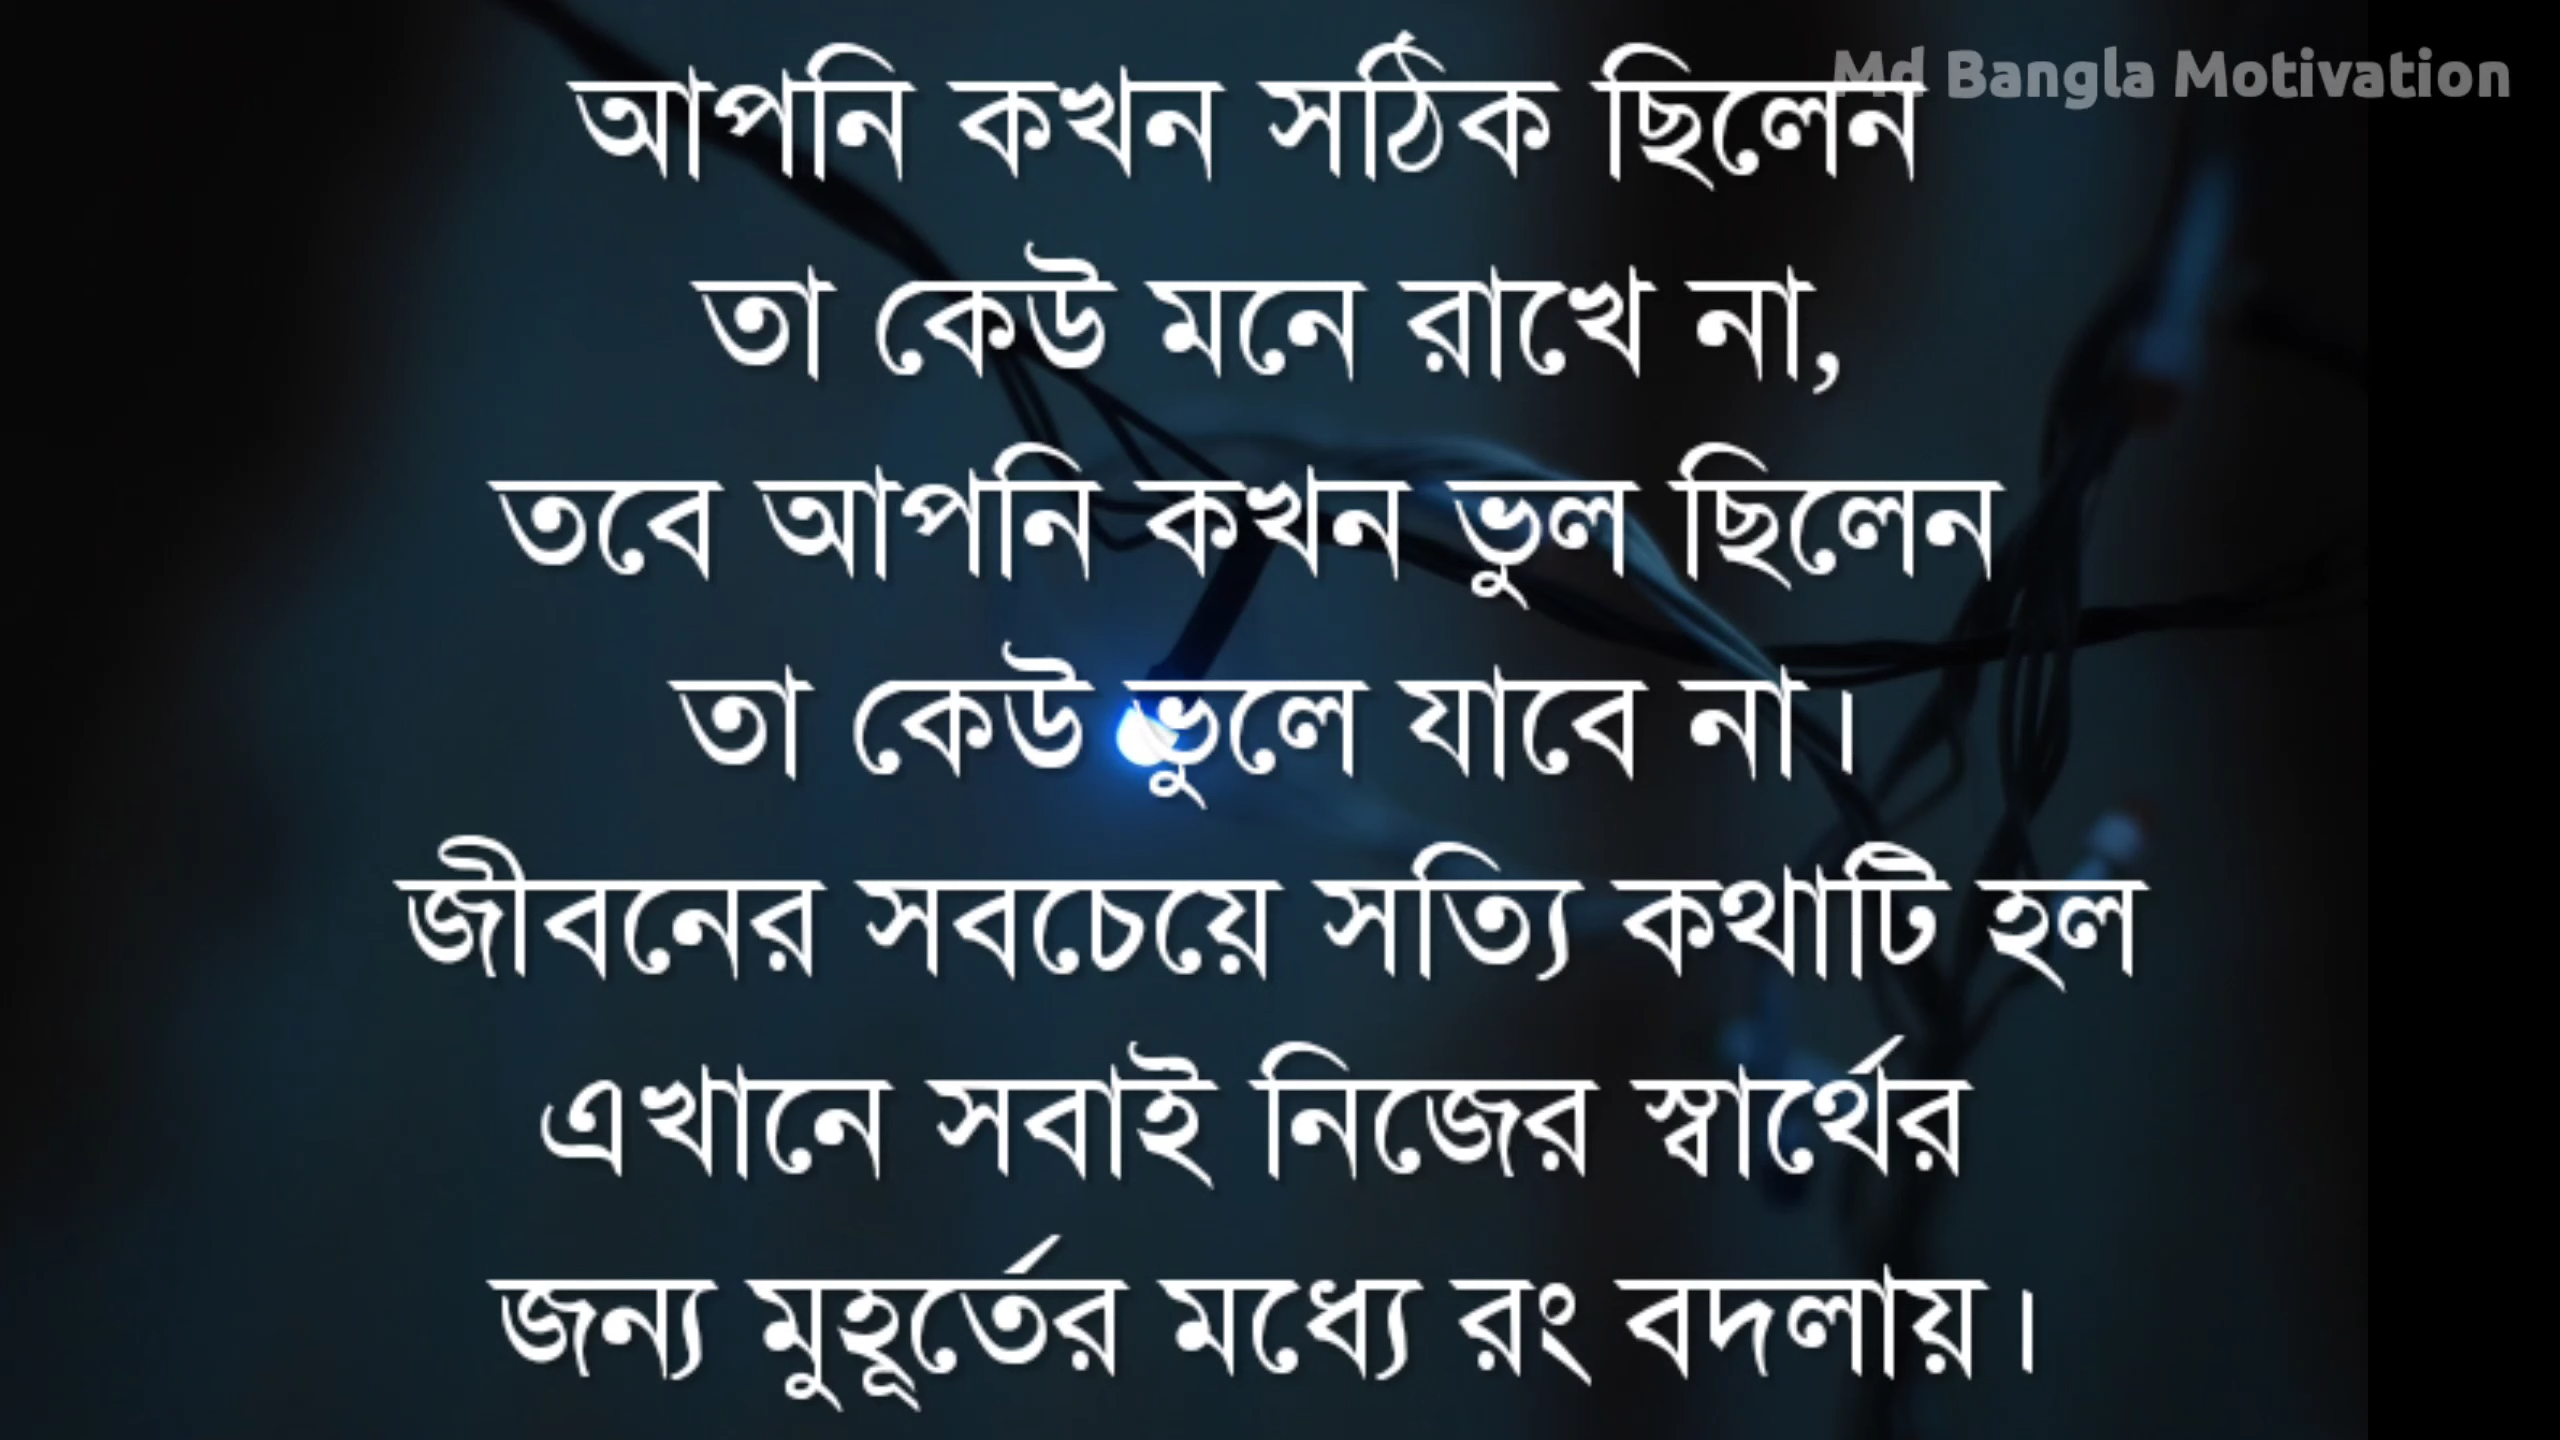 Md Bangla Motivation
আপনি কখন সঠিক ছিলেন
তা কেউ মনে রাখে না,
তবে আপনি কখন ভুল ছিলেন
তা কেউ ভুলে যাবে না।
জীবনের সবচেয়ে সত্যি কথাটি হল
এখানে সবাই নিজের স্বার্থের
জন্য মুহূর্তের মধ্যে রং বদলায়।